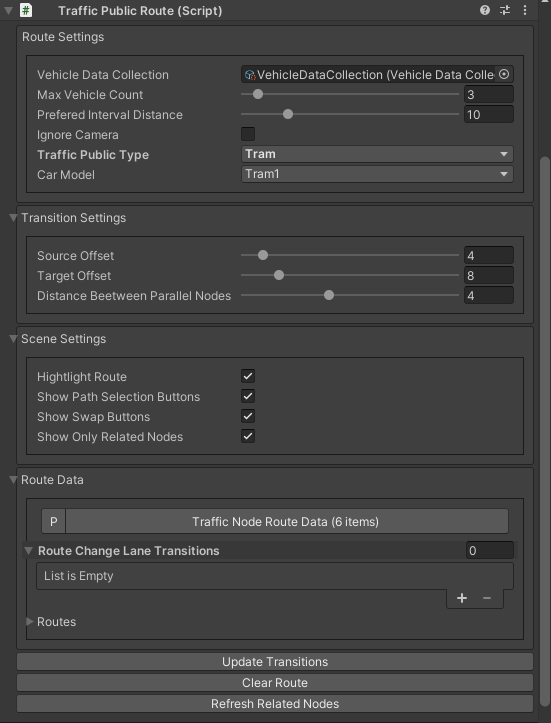 # Traffic Public Route (Script)
Route Settings
Vehicle Data Collection VehicleDataCollection (Vehicle Data Colle
Max Vehicle Count 3
Prefered Interval Distance 10
Ignore Camera
Traffic Public Type Tram
Car Model Tram1
Transition Settings
Source Offset 4
Target Offset 8
Distance Beetween Parallel Nodes 4
Scene Settings
Hightlight Route
Show Path Selection Buttons
Show Swap Buttons
Show Only Related Nodes
Route Data
P Traffic Node Route Data (6 items)
Route Change Lane Transitions 0
List is Empty
+ −
Routes
Update Transitions
Clear Route
Refresh Related Nodes